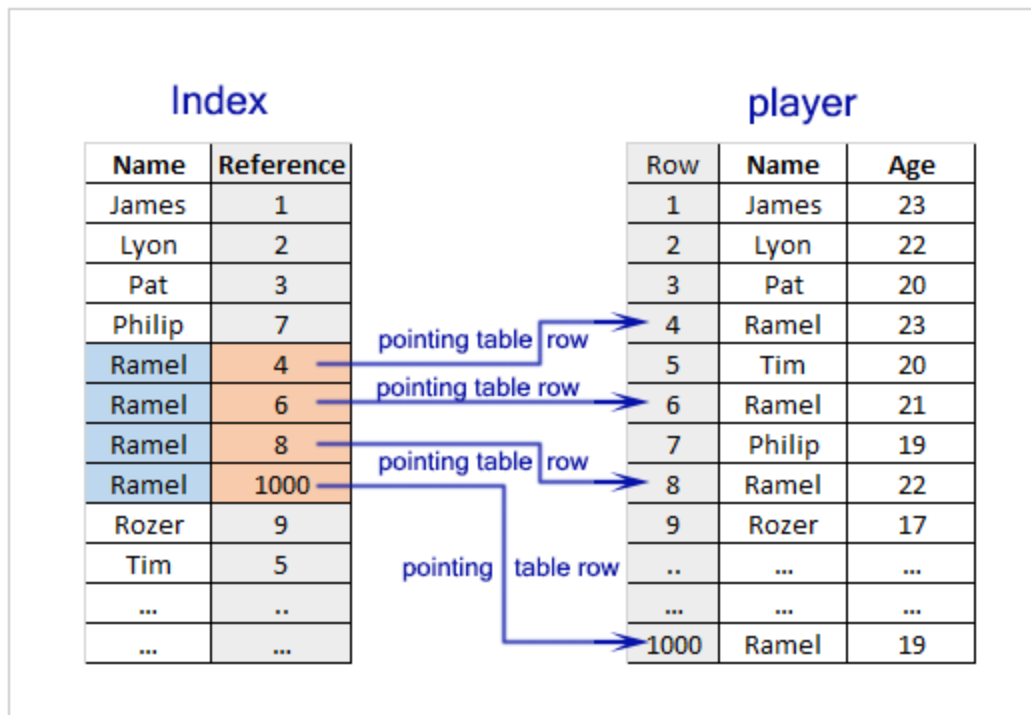 Index
player
Name Reference
James 1
Lyon 2
Pat 3
Philip 7
Ramel 4
Ramel 6
Ramel 8
Ramel 1000
Rozer 9
Tim 5
... ..
... ...
pointing table row
pointing table row
pointing table row
pointing table row
Row Name Age
1 James 23
2 Lyon 22
3 Pat 20
4 Ramel 23
5 Tim 20
6 Ramel 21
7 Philip 19
8 Ramel 22
9 Rozer 17
.. ... ...
... ... ...
1000 Ramel 19